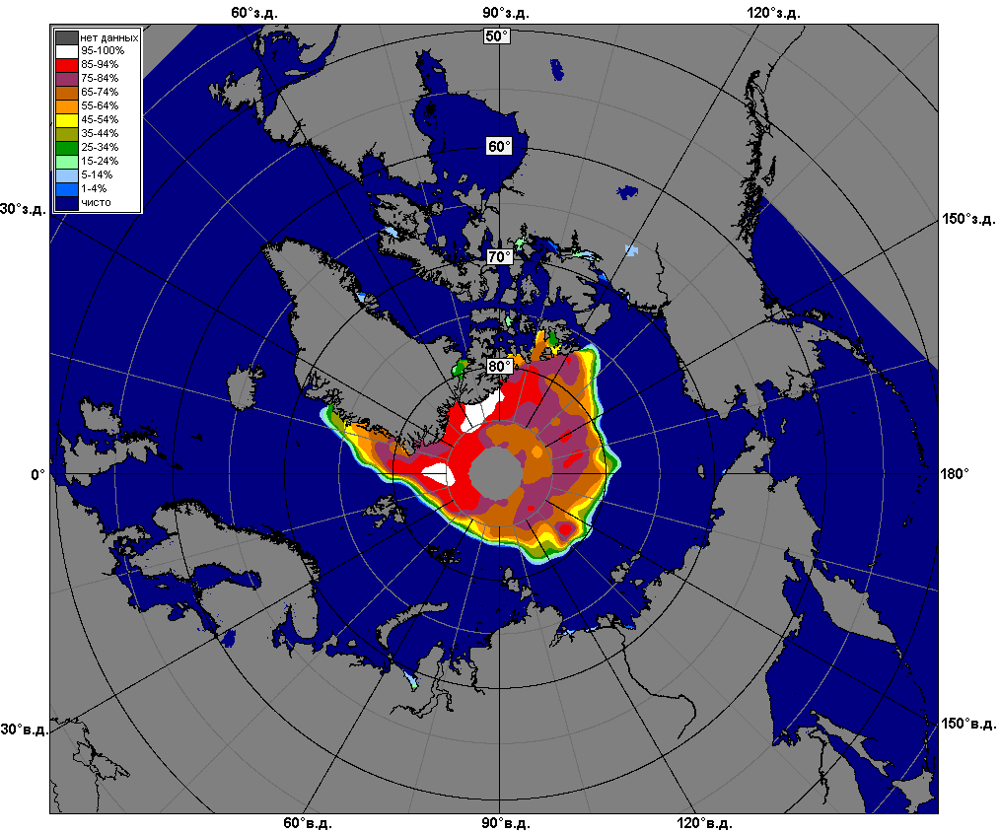 60°з.д.
90°з.д.
120°з.д.
50°
нет данных
95-100%
85-94%
75-84%
65-74%
55-64%
45-54%
35-44%
25-34%
15-24%
5-14%
1-4%
чисто
60°
30°з.д.
150°з.д.
70°
80°
0°
180°
30°в.д.
150°в.д.
60°в.д.
90°в.д.
120°в.д.